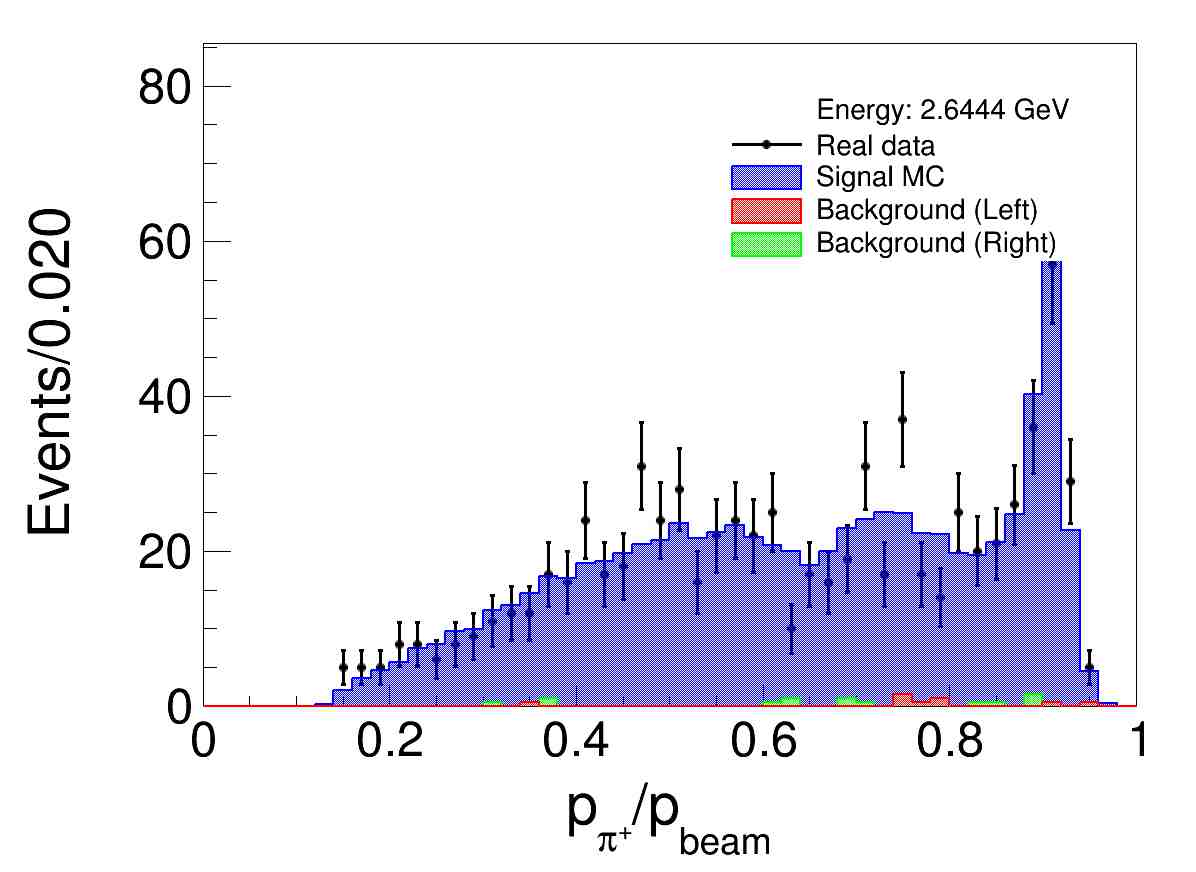 80
60
40
20
0
Events/0.020
Energy: 2.6444 GeV
Real data
Signal MC
Background (Left)
Background (Right)
0 0.2 0.4 0.6 0.8 1
pπ+/pbeam